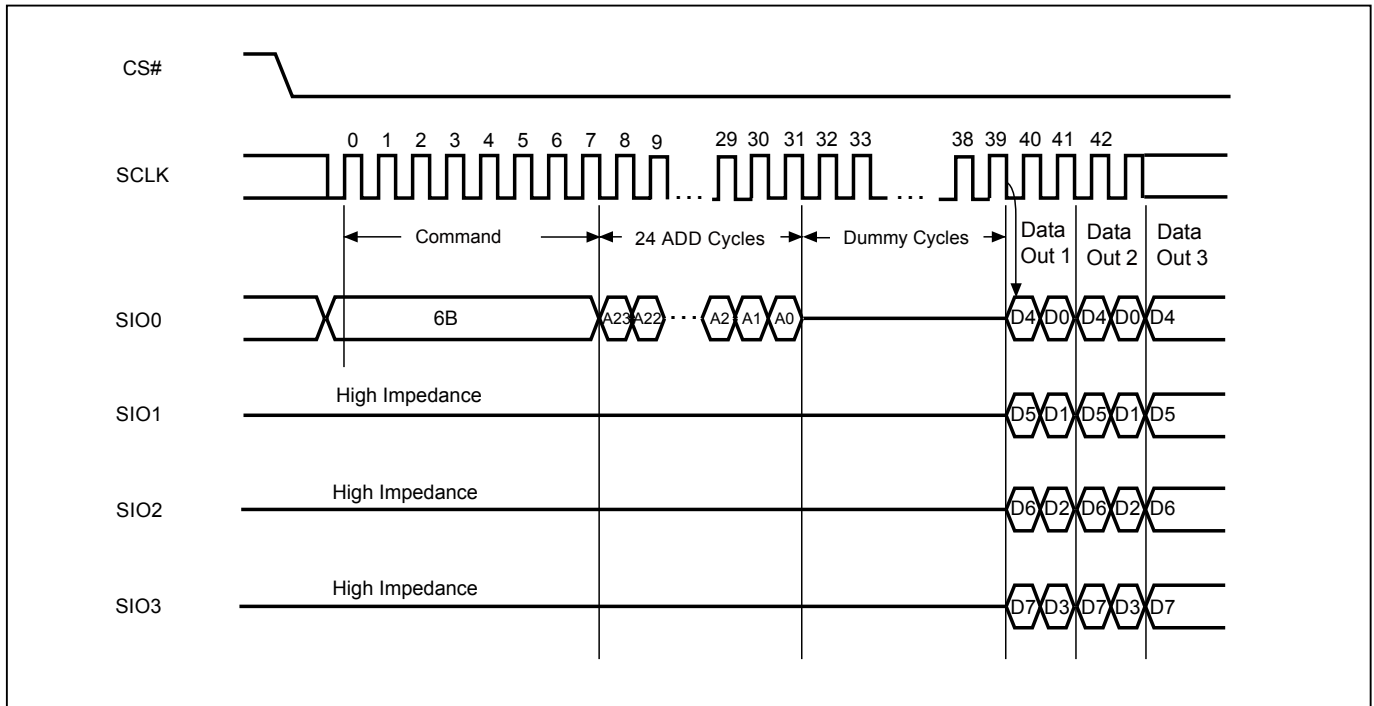 CS#
0 1 2 3 4 5 6 7 8 9 29 30 31 32 33 38 39 40 41 42
SCLK
Command 24 ADD Cycles Dummy Cycles
Data Out 1
Data Out 2
Data Out 3
SIO0 6B A23 A22 A2 A1 A0 D4 D0 D4 D0 D4
High Impedance
SIO1 D5 D1 D5 D1 D5
High Impedance
SIO2 D6 D2 D6 D2 D6
High Impedance
SIO3 D7 D3 D7 D3 D7